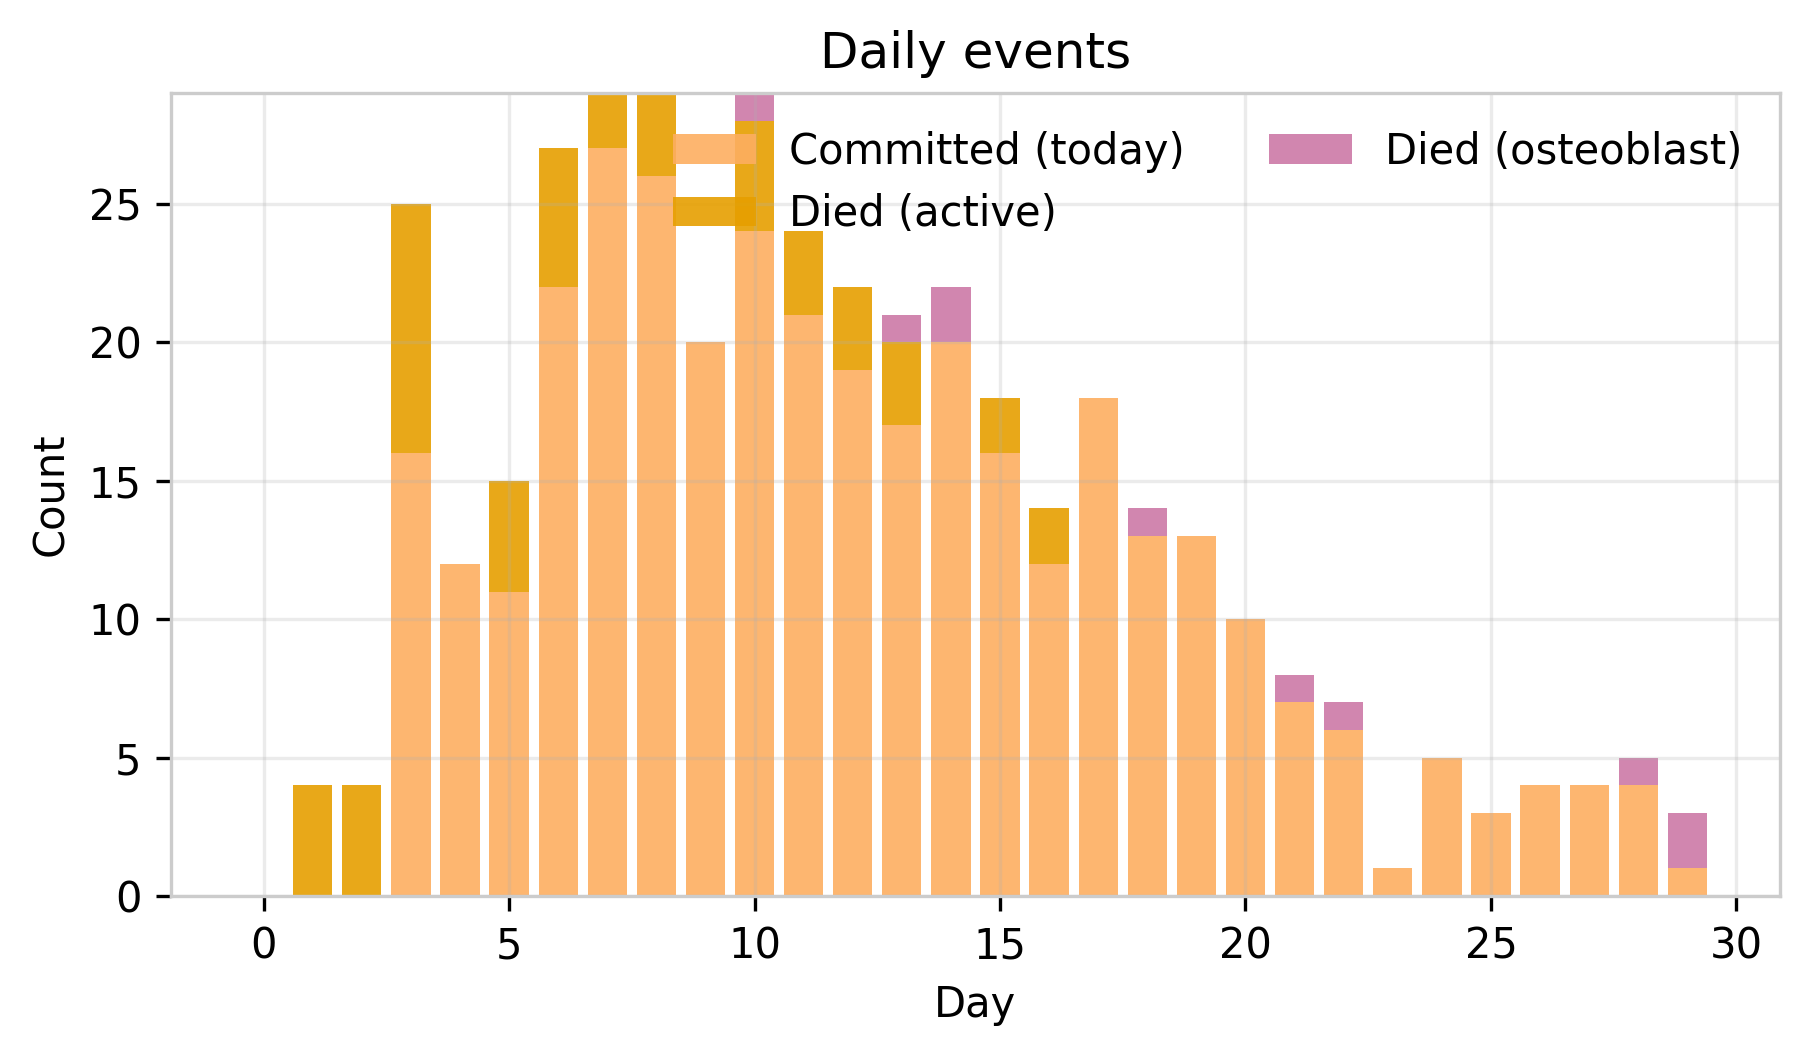 Daily events
Committed (today)
Died (active)
Died (osteoblast)
Count
25
20
15
10
5
0
0 5 10 15 20 25 30
Day